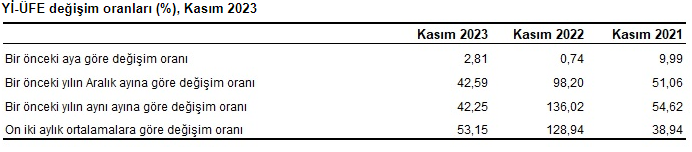 Yİ-ÜFE değişim oranları (%), Kasım 2023
Kasım 2023 Kasım 2022 Kasım 2021
Bir önceki aya göre değişim oranı 2,81 0,74 9,99
Bir önceki yılın Aralık ayına göre değişim oranı 42,59 98,20 51,06
Bir önceki yılın aynı ayına göre değişim oranı 42,25 136,02 54,62
On iki aylık ortalamalara göre değişim oranı 53,15 128,94 38,94